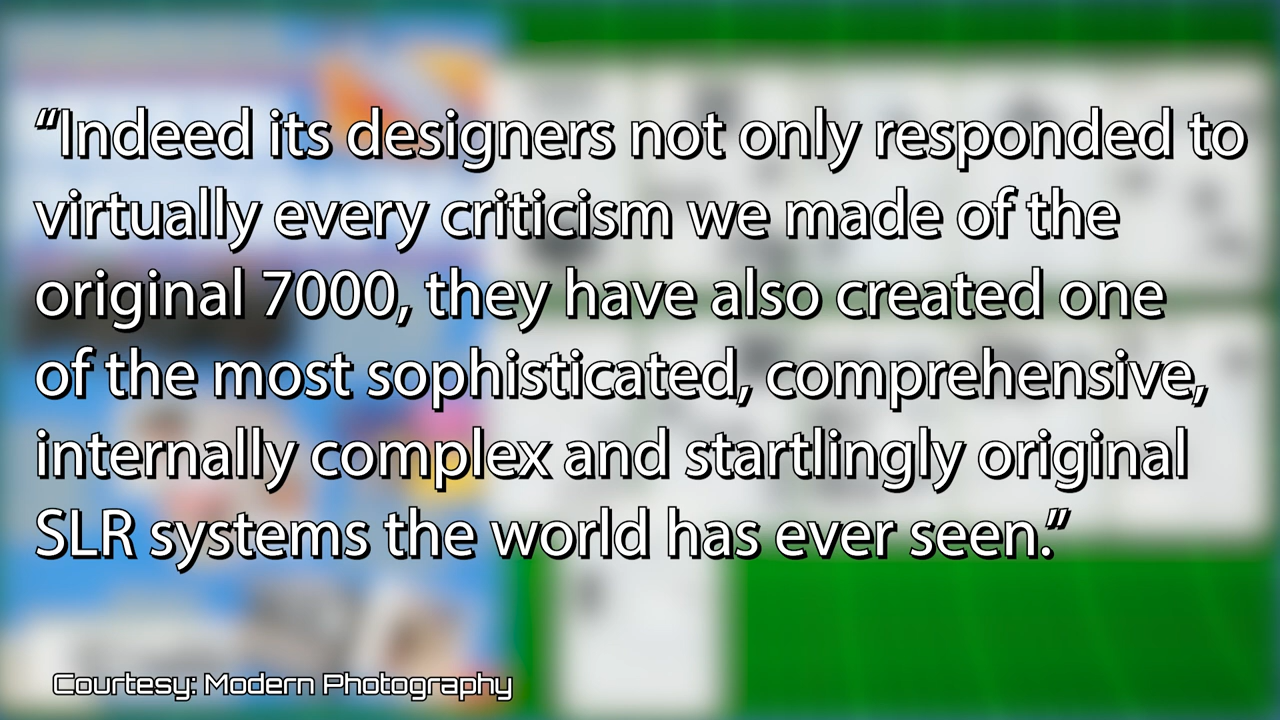 “Indeed its designers not only responded to
virtually every criticism we made of the
original 7000, they have also created one
of the most sophisticated, comprehensive,
internally complex and startlingly original
SLR systems the world has ever seen.”
Courtesy: Modern Photography